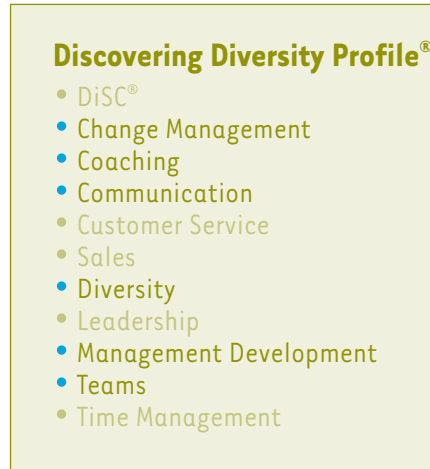 Discovering Diversity Profile®
• DiSC®
• Change Management
• Coaching
• Communication
• Customer Service
• Sales
• Diversity
• Leadership
• Management Development
• Teams
• Time Management